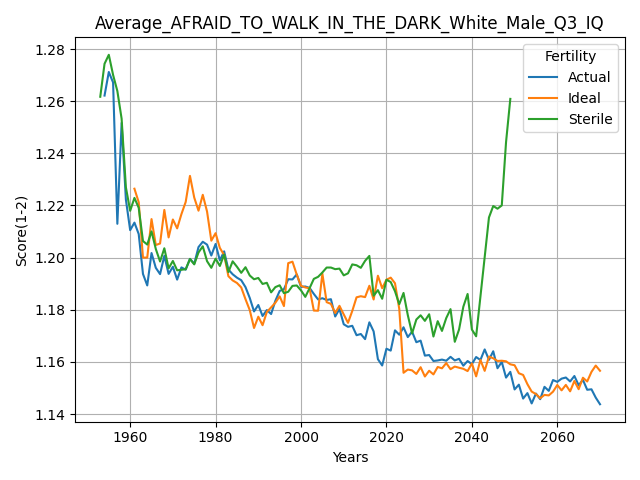 Average_AFRAID_TO_WALK_IN_THE_DARK_White_Male_Q3_IQ
Fertility
Actual
Ideal
Sterile
Score(1-2)
1.28
1.26
1.24
1.22
1.20
1.18
1.16
1.14
1960
1980
2000
2020
2040
2060
Years